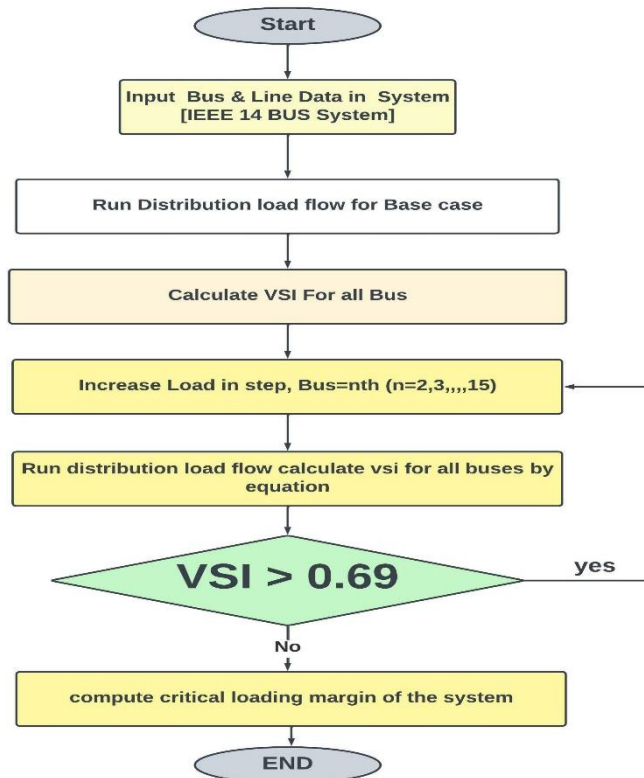 Start
Input Bus & Line Data in System
[IEEE 14 BUS System]
Run Distribution load flow for Base case
Calculate VSI For all Bus
Increase Load in step, Bus=nth (n=2,3,,,,15)
Run distribution load flow calculate vsi for all buses by
equation
VSI > 0.69
yes
No
compute critical loading margin of the system
END